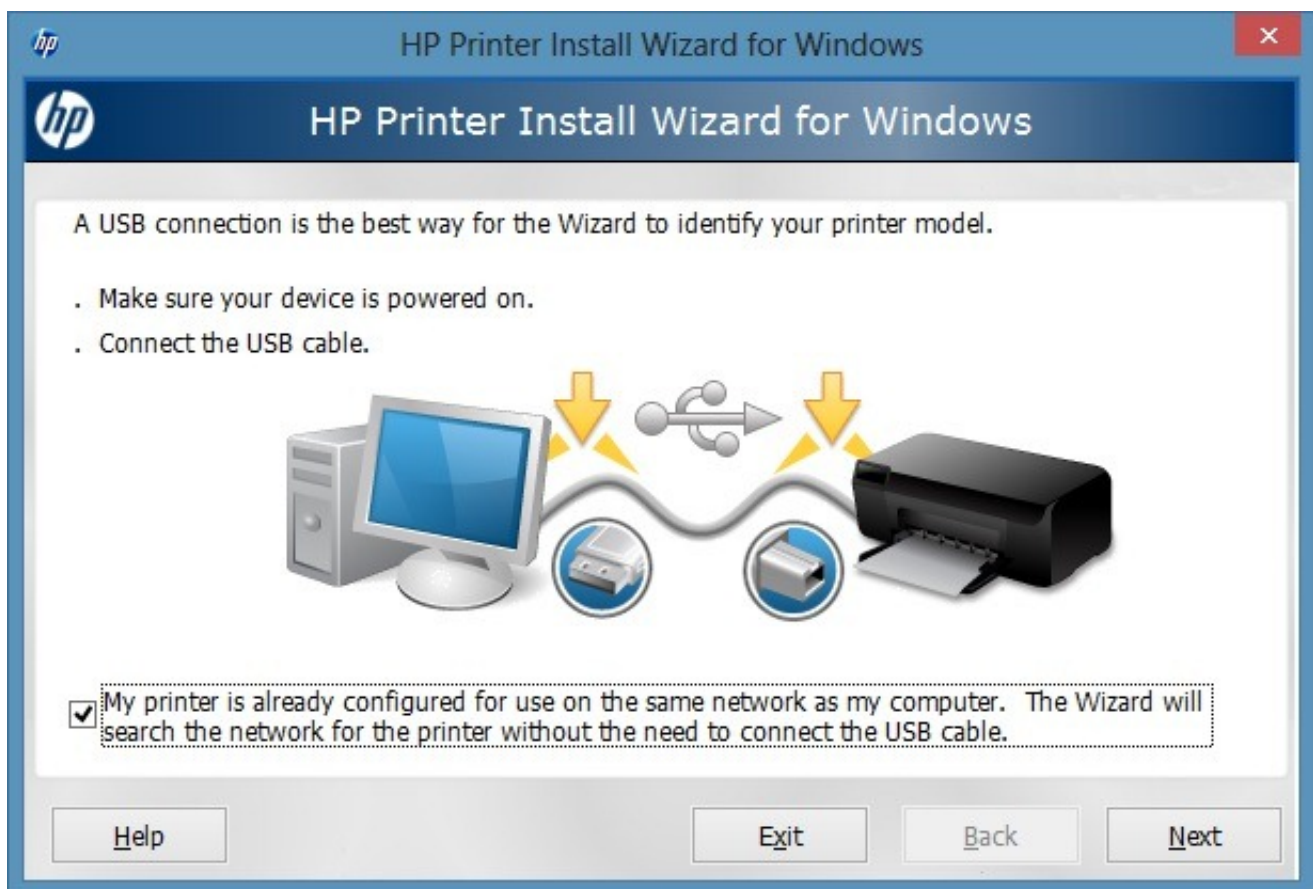 hp HP Printer Install Wizard for Windows ×
hp HP Printer Install Wizard for Windows
A USB connection is the best way for the Wizard to identify your printer model.
. Make sure your device is powered on.
. Connect the USB cable.
My printer is already configured for use on the same network as my computer. The Wizard will
search the network for the printer without the need to connect the USB cable.
Help Exit Back Next